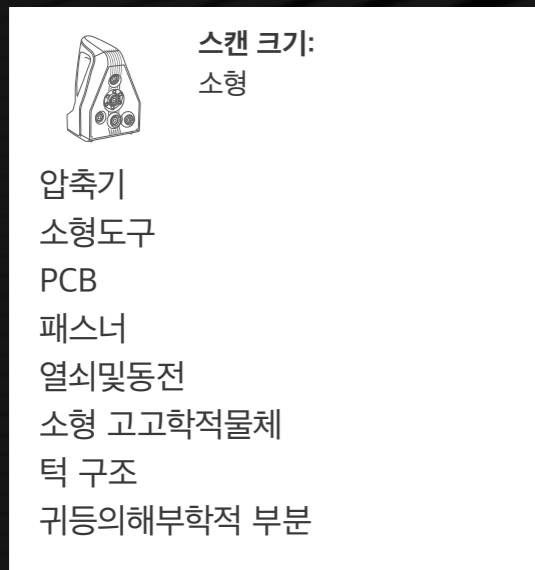 스캔 크기:
소형
압축기
소형도구
PCB
패스너
열쇠및동전
소형 고고학적물체
턱 구조
귀등의해부학적 부분